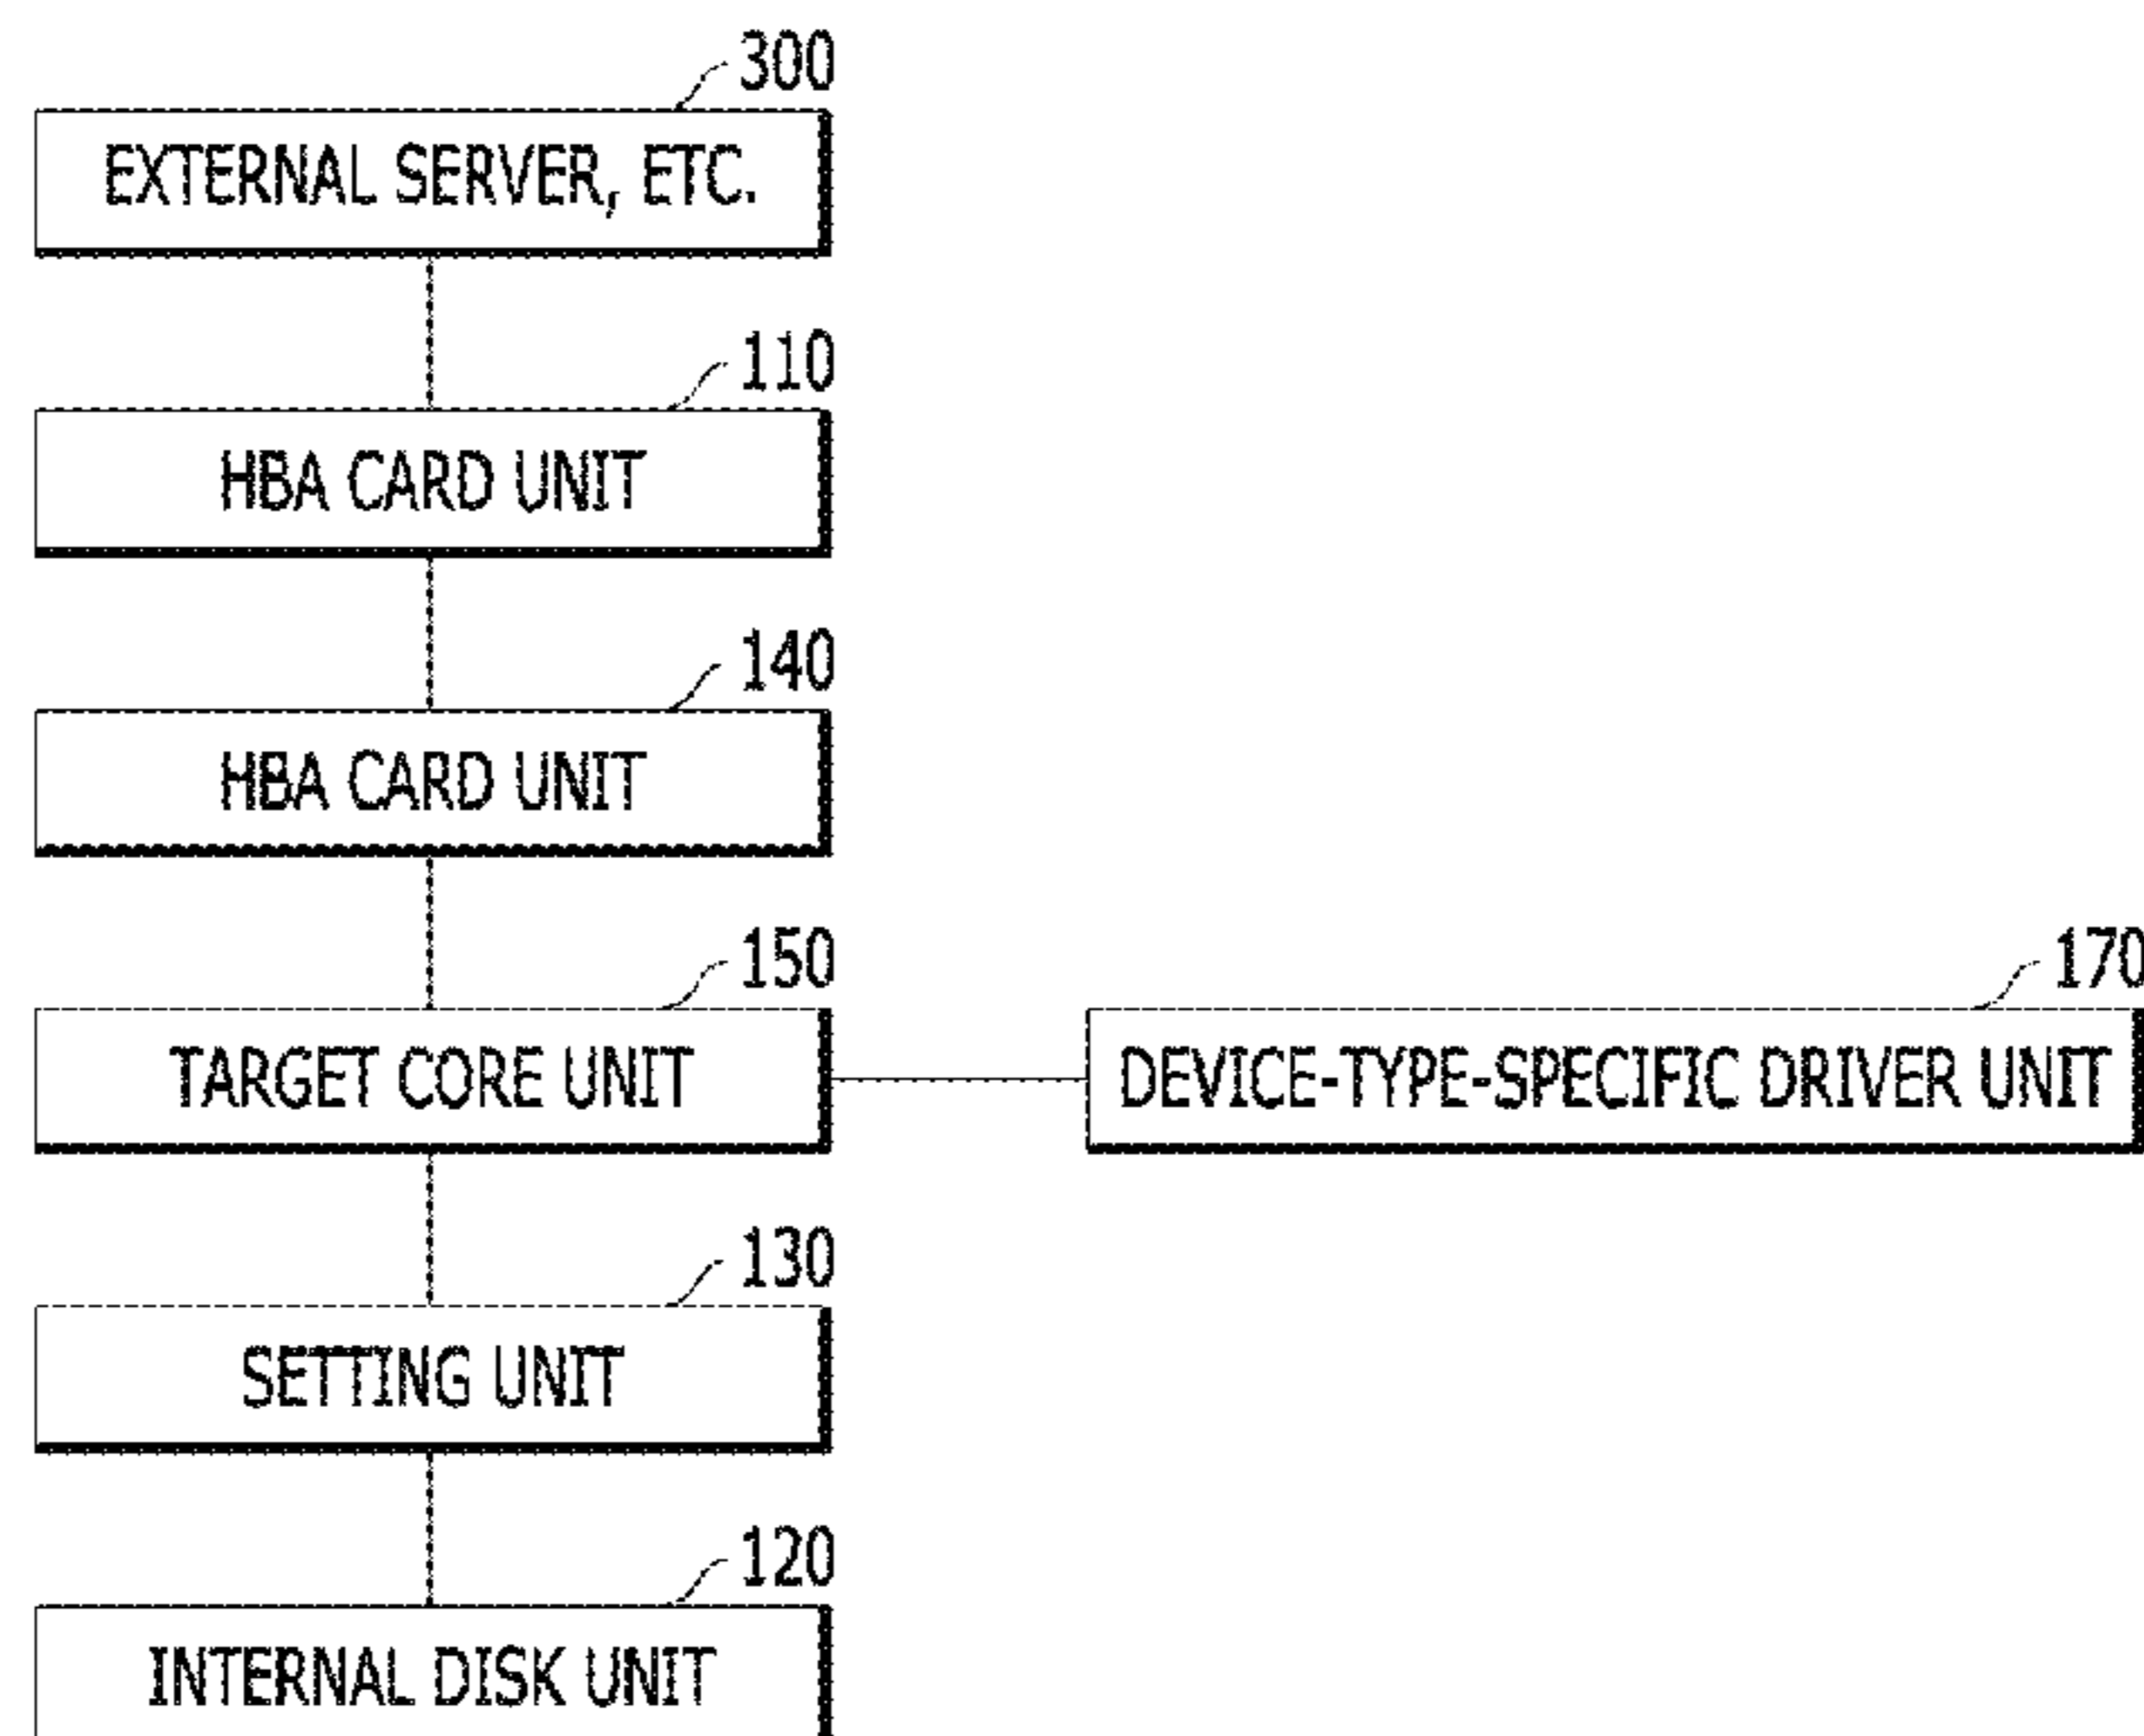 300
EXTERNAL SERVER, ETC.
110
HBA CARD UNIT
140
HBA CARD UNIT
150
TARGET CORE UNIT
170
DEVICE-TYPE-SPECIFIC DRIVER UNIT
130
SETTING UNIT
120
INTERNAL DISK UNIT